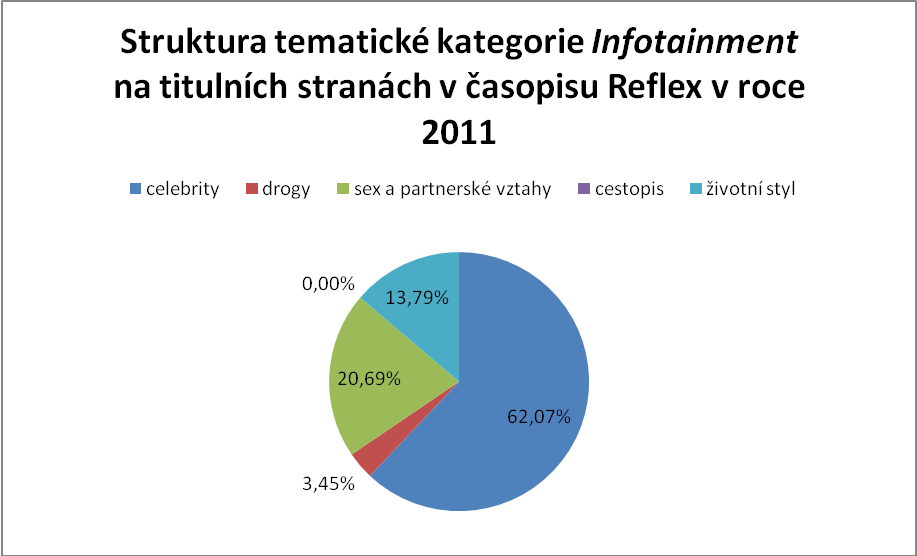 Struktura tematické kategorie Infotainment
na titulních stranách v časopisu Reflex v roce
2011
celebrity drogy sex a partnerské vztahy cestopis životní styl
0,00%
13,79%
20,69%
62,07%
3,45%